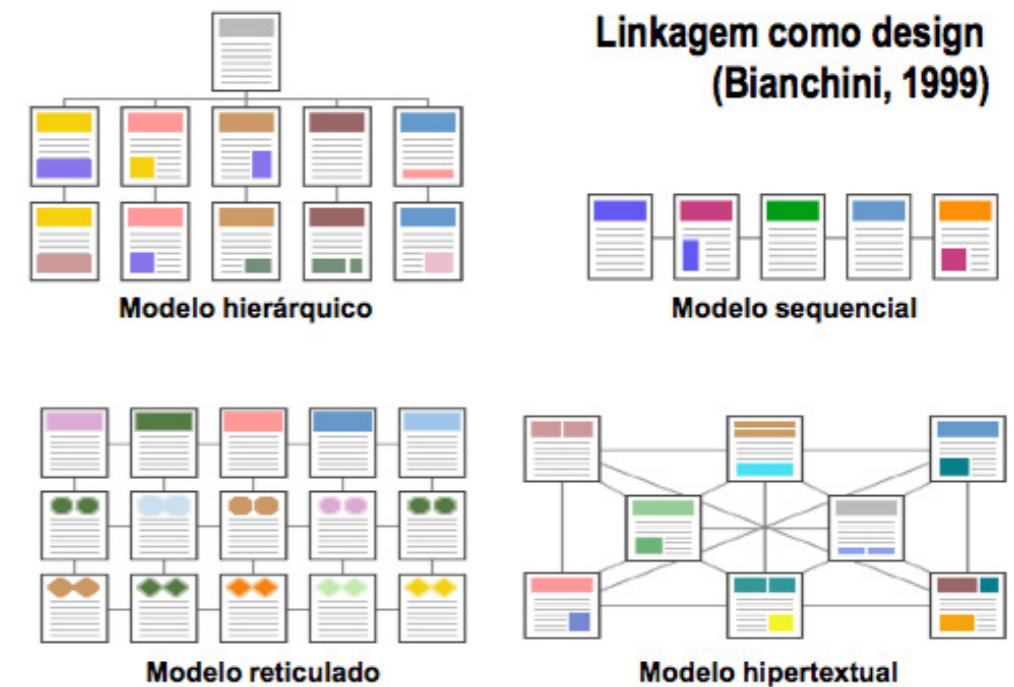 Linkagem como design
(Bianchini, 1999)
Modelo hierárquico
Modelo sequencial
Modelo reticulado
Modelo hipertextual